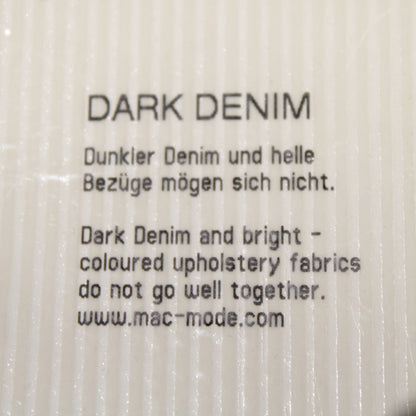 DARK DENIM
Dunkler Denim und helle
Bezüge mögen sich nicht.
Dark Denim and bright -
coloured upholstery fabrics
do not go well together.
www.mac-mode.com